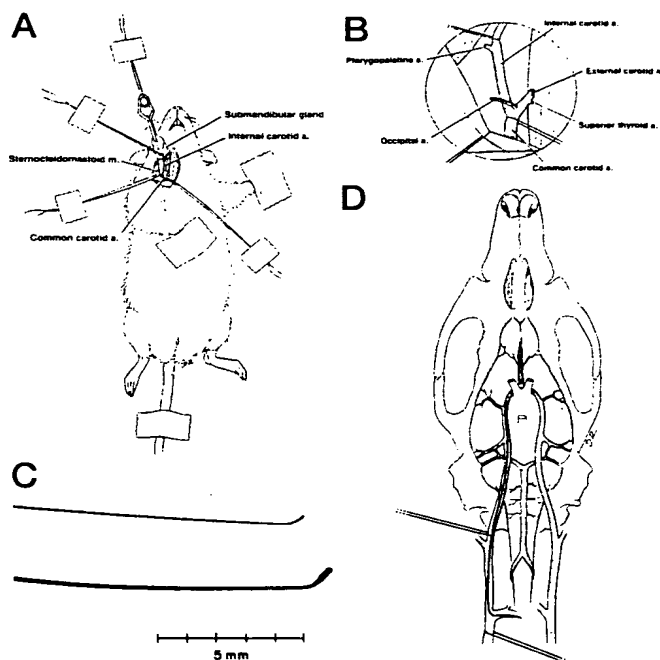 A
Submandibular gland
Internal carotid a.
Sternocleidomastoid m.
Common carotid a.
B
Internal carotid a.
Pterygopalatine a.
External carotid a.
Superior thyroid a.
Occipital a.
Common carotid a.
C
5 mm
D
P